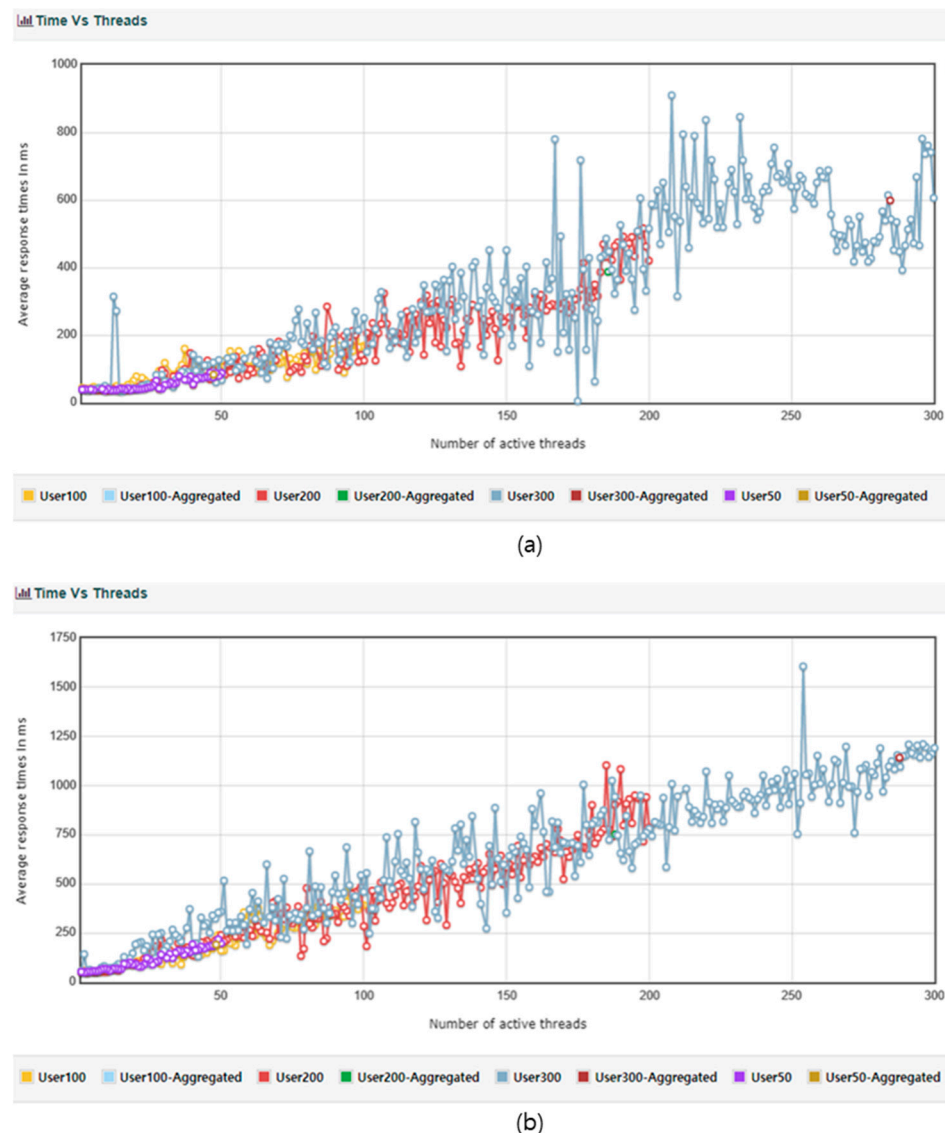 Time Vs Threads
1000
800
600
400
200
0
Average response times in ms
50
100
150
200
250
300
Number of active threads
User100 User100-Aggregated User200 User200-Aggregated User300 User300-Aggregated User50 User50-Aggregated
(a)
Time Vs Threads
1750
1500
1250
1000
750
500
250
0
Average response times in ms
50
100
150
200
250
300
Number of active threads
User100 User100-Aggregated User200 User200-Aggregated User300 User300-Aggregated User50 User50-Aggregated
(b)